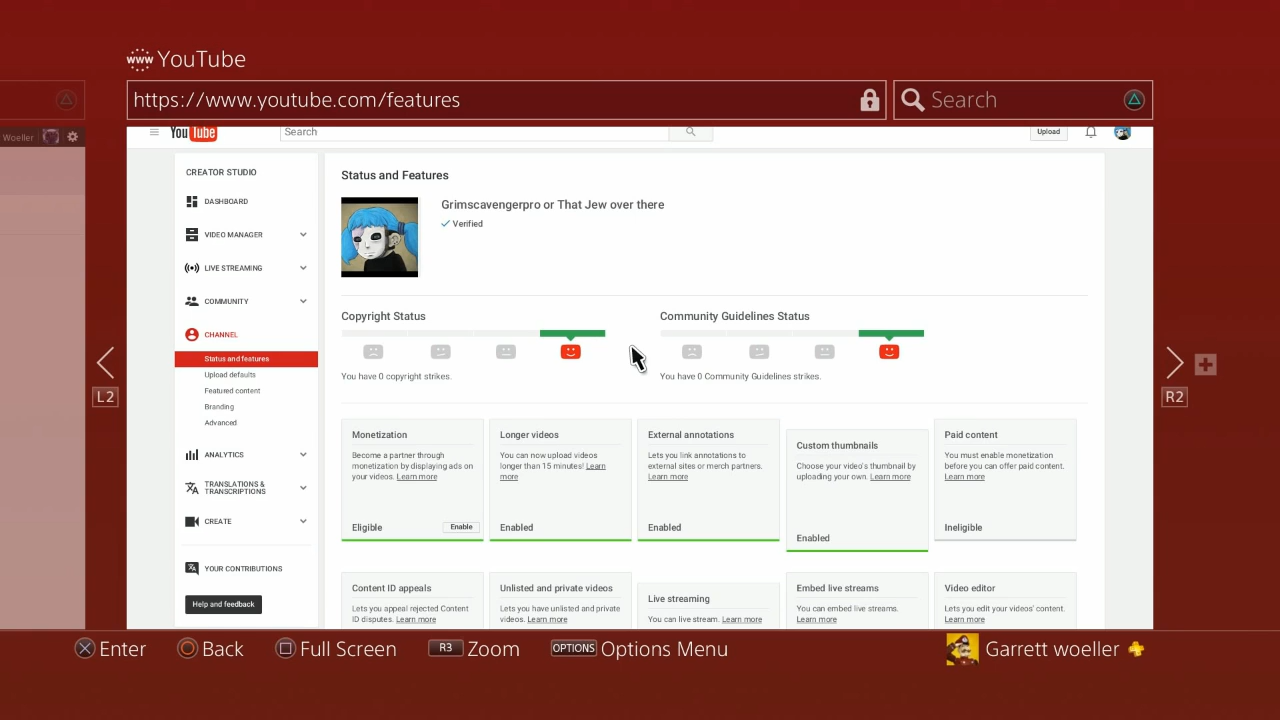 www YouTube
https://www.youtube.com/features
Search
Woeller
YouTube
Search
Upload
CREATOR STUDIO
DASHBOARD
VIDEO MANAGER
LIVE STREAMING
COMMUNITY
CHANNEL
Status and features
Upload defaults
Featured content
Branding
Advanced
ANALYTICS
TRANSLATIONS &
TRANSCRIPTIONS
CREATE
YOUR CONTRIBUTIONS
Help and feedback
Status and Features
Grimscavengerpro or That Jew over there
Verified
Copyright Status
You have 0 copyright strikes.
Community Guidelines Status
You have 0 Community Guidelines strikes.
Monetization
Become a partner through
monetization by displaying ads on
your videos. Learn more
Eligible
Enable
Longer videos
You can now upload videos
longer than 15 minutes! Learn
more
Enabled
External annotations
Lets you link annotations to
external sites or merch partners.
Learn more
Enabled
Custom thumbnails
Choose your video's thumbnail by
uploading your own. Learn more
Enabled
Paid content
You must enable monetization
before you can offer paid content.
Learn more
Ineligible
Content ID appeals
Lets you appeal rejected Content
ID disputes. Learn more
Unlisted and private videos
Lets you have unlisted and private
videos. Learn more
Live streaming
You can live stream. Learn more
Embed live streams
You can embed live streams.
Learn more
Video editor
Lets you edit your videos' content.
Learn more
L2
R2
Enter
Back
Full Screen
R3 Zoom
OPTIONS Options Menu
Garrett woeller